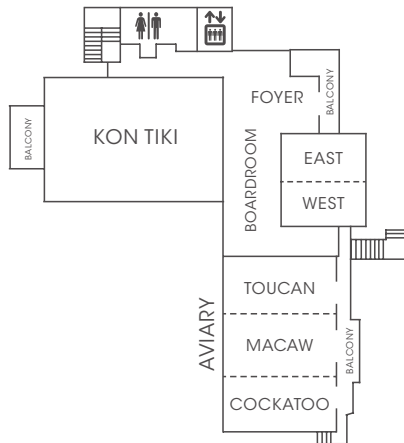 FOYER
BALCONY
KON TIKI
BALCONY
BOARDROOM
EAST
WEST
AVIARY
TOUCAN
MACAW
BALCONY
COCKATOO